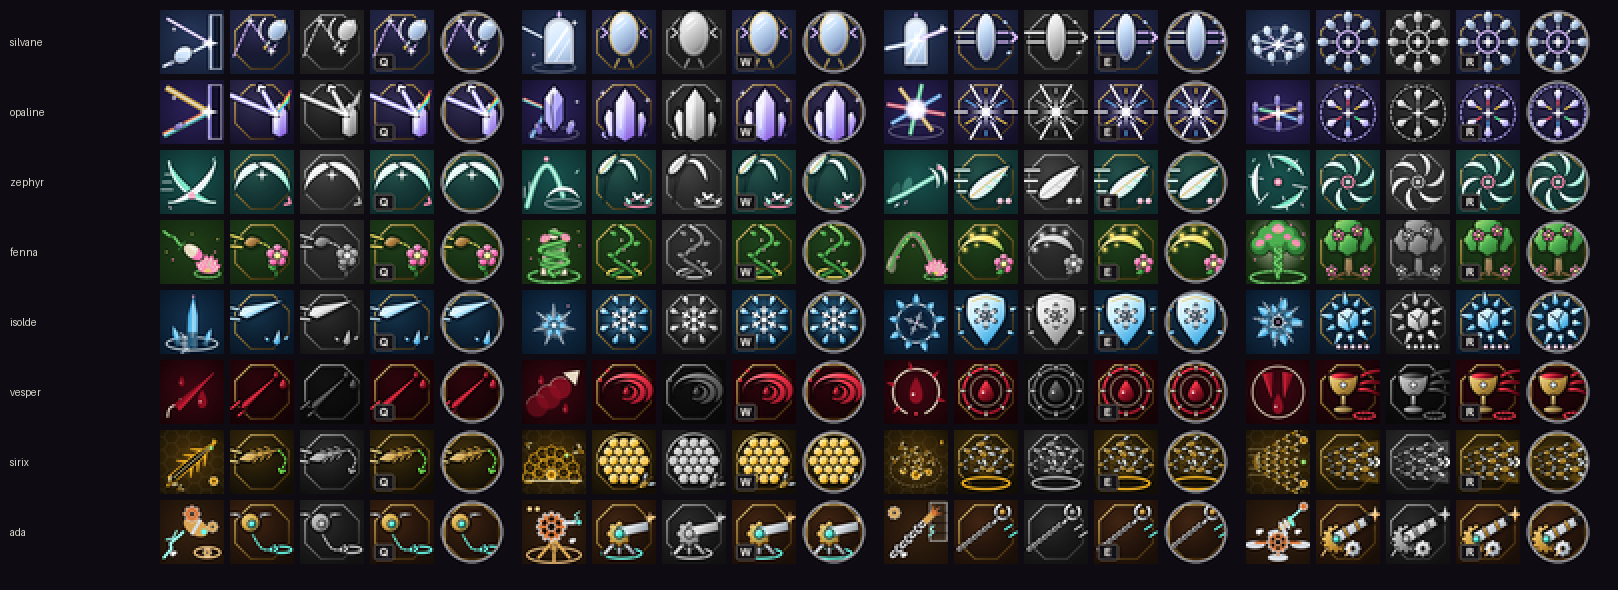 silvane Q W E R
opaline Q W E R
zephyr Q W E R
fenna Q W E R
isolde Q W E R
vesper Q W E R
sirix Q W E R
ada Q W E R